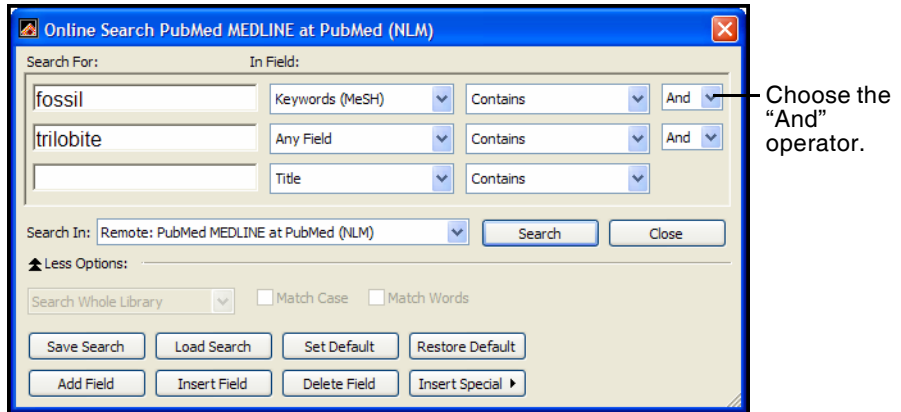 Online Search PubMed MEDLINE at PubMed (NLM)
Search For: In Field:
fossil Keywords (MeSH) Contains And
trilobite Any Field Contains And
Title Contains
Choose the
“And”
operator.
Search In: Remote: PubMed MEDLINE at PubMed (NLM) Search Close
Less Options:
Search Whole Library Match Case Match Words
Save Search Load Search Set Default Restore Default
Add Field Insert Field Delete Field Insert Special